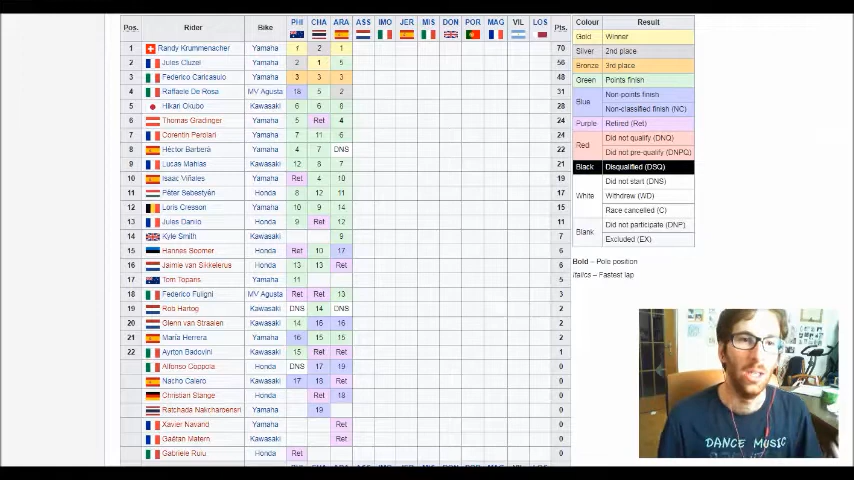 Pos. Rider Bike PHI CHA ARA ASS IMO JER MIS DON POR MAG VIL LOS Pts.
1 Randy Krummenacher Yamaha 1 2 1 70
2 Jules Cluzel Yamaha 2 1 5 56
3 Federico Caricasulo Yamaha 3 3 3 48
4 Raffaele De Rosa MV Agusta 18 5 2 31
5 Hikari Okubo Kawasaki 6 6 8 28
6 Thomas Gradinger Yamaha 5 Ret 4 24
7 Corentin Perolari Yamaha 7 11 6 24
8 Héctor Barberá Yamaha 4 7 DNS 22
9 Lucas Mahias Kawasaki 12 8 7 21
10 Isaac Viñales Yamaha Ret 4 10 19
11 Péter Sebestyén Honda 8 12 11 17
12 Loris Cresson Yamaha 10 9 14 15
13 Jules Danilo Honda 9 Ret 12 11
14 Kyle Smith Kawasaki 9 7
15 Hannes Soomer Honda Ret 10 17 6
16 Jaimie van Sikkelerus Honda 13 13 Ret 6
17 Tom Toparis Yamaha 11 5
18 Federico Fuligni MV Agusta Ret Ret 13 3
19 Rob Hartog Kawasaki DNS 14 DNS 2
20 Glenn van Straalen Kawasaki 14 16 16 2
21 María Herrera Yamaha 16 15 15 2
22 Ayrton Badovini Kawasaki 15 Ret Ret 1
Alfonso Coppola Honda DNS 17 19 0
Nacho Calero Kawasaki 17 18 Ret 0
Christian Stange Honda Ret 18 0
Ratchada Nakcharoensri Yamaha 19 0
Xavier Navand Yamaha Ret 0
Gaëtan Matern Kawasaki Ret 0
Gabriele Ruiu Honda Ret 0
Colour Result
Gold Winner
Silver 2nd place
Bronze 3rd place
Green Points finish
Blue Non-points finish
Non-classified finish (NC)
Purple Retired (Ret)
Red Did not qualify (DNQ)
Did not pre-qualify (DNPQ)
Black Disqualified (DSQ)
White Did not start (DNS)
Withdrew (WD)
Race cancelled (C)
Blank Did not participate (DNP)
Excluded (EX)
Bold – Pole position
Italics – Fastest lap
DANCE MUSIC